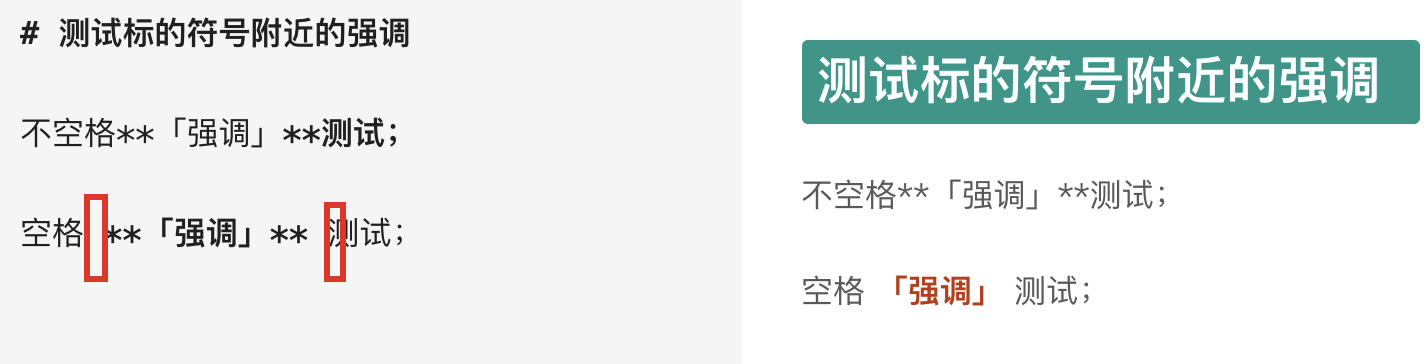 # 测试标的符号附近的强调
不空格**「强调」**测试；
空格 **「强调」** 测试；
测试标的符号附近的强调
不空格**「强调」**测试；
空格 「强调」 测试；